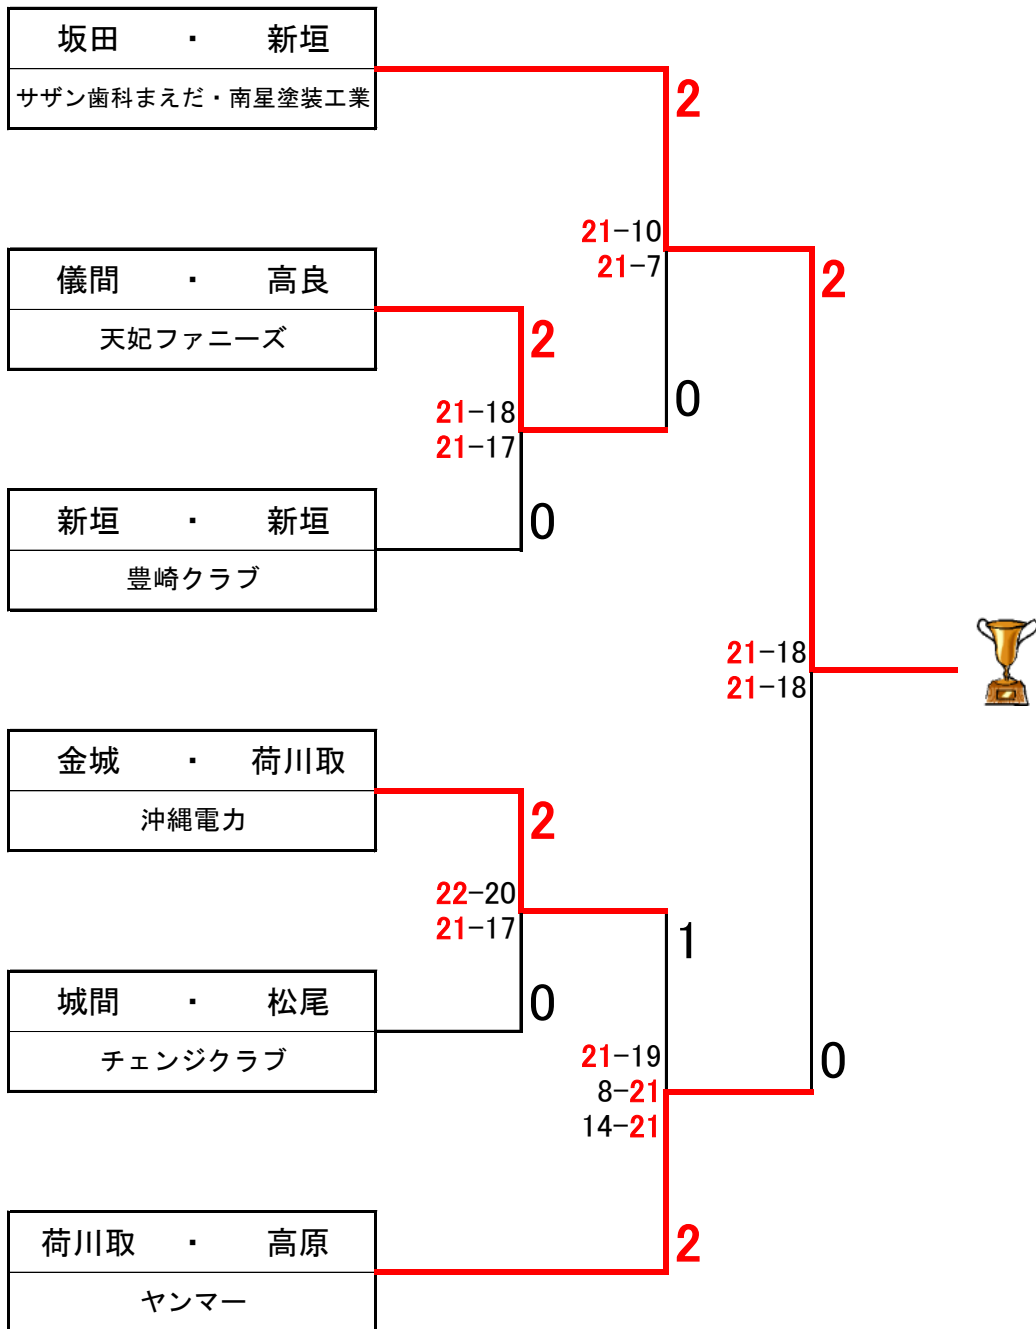 坂田 ・ 新垣
サザン歯科まえだ・南星塗装工業
2
21-10
21-7
儀間 ・ 高良
天妃ファニーズ
2
2
21-18
21-17
0
新垣 ・ 新垣
豊崎クラブ
0
21-18
21-18
金城 ・ 荷川取
沖縄電力
2
22-20
21-17
1
城間 ・ 松尾
チェンジクラブ
0
21-19
8-21
14-21
0
荷川取 ・ 高原
ヤンマー
2